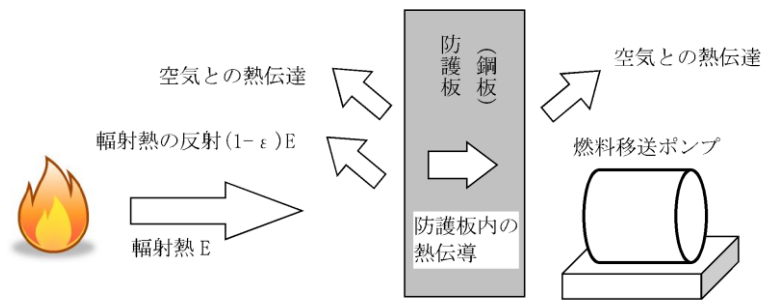 空気との熱伝達
輻射熱の反射(1-ε)E
輻射熱 E
防護板
(鋼板)
防護板内の
熱伝導
空気との熱伝達
燃料移送ポンプ